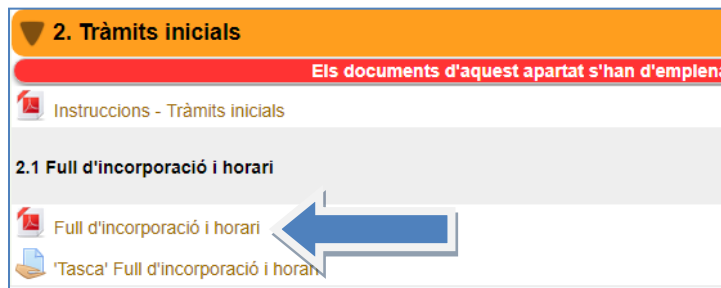 2. Tràmits inicials
Els documents d'aquest apartat s'han d'emplena
Instruccions - Tràmits inicials
2.1 Full d'incorporació i horari
Full d'incorporació i horari
'Tasca' Full d'incorporació i horari